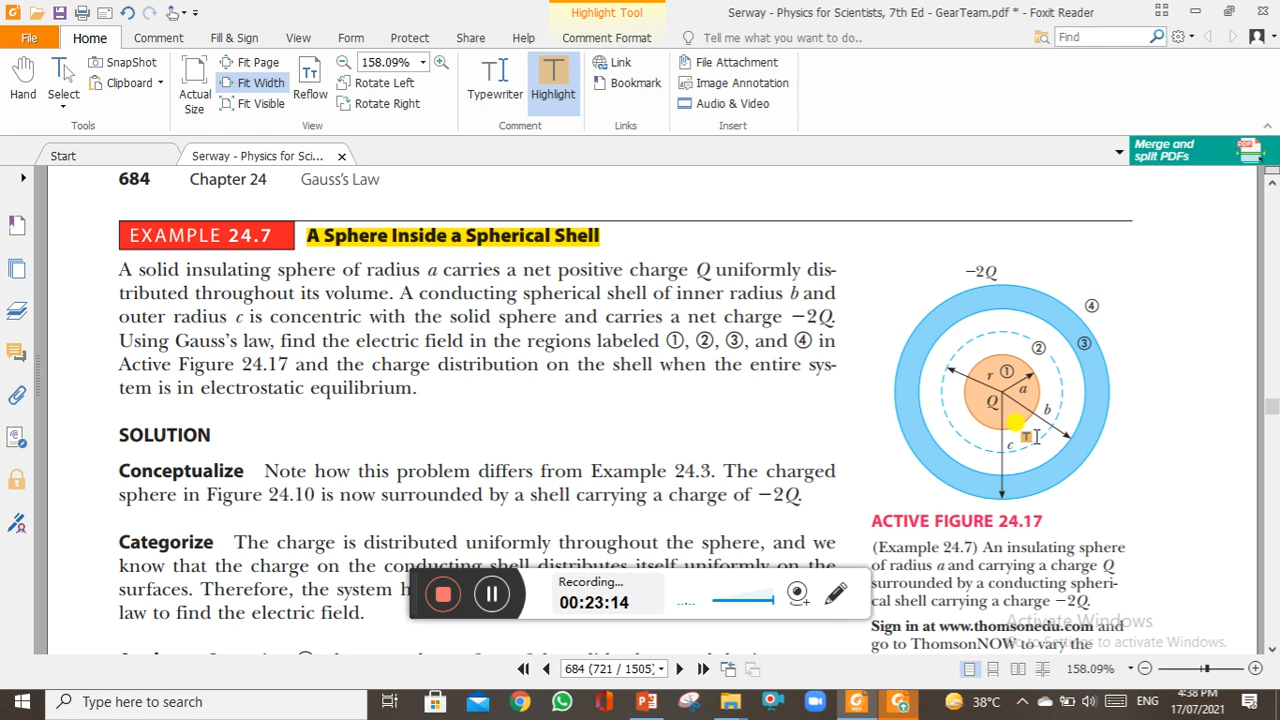 Highlight Tool
Serway - Physics for Scientists, 7th Ed - GearTeam.pdf * - Foxit Reader
File
Home
Comment
Fill & Sign
View
Form
Protect
Share
Help
Comment Format
Tell me what you want to do..
Find
Hand
Select
SnapShot
Clipboard
Tools
Actual Size
Fit Page
Fit Width
Fit Visible
Reflow
158.09%
Rotate Left
Rotate Right
View
Typewriter
Highlight
Comment
Link
Bookmark
Links
File Attachment
Image Annotation
Audio & Video
Insert
Start
Serway - Physics for Sci...
Merge and
split PDFs
684 Chapter 24 Gauss's Law
EXAMPLE 24.7 A Sphere Inside a Spherical Shell
A solid insulating sphere of radius a carries a net positive charge Q uniformly dis-
tributed throughout its volume. A conducting spherical shell of inner radius b and
outer radius c is concentric with the solid sphere and carries a net charge −2Q.
Using Gauss's law, find the electric field in the regions labeled ①, ②, ③, and ④ in
Active Figure 24.17 and the charge distribution on the shell when the entire sys-
tem is in electrostatic equilibrium.
SOLUTION
Conceptualize Note how this problem differs from Example 24.3. The charged
sphere in Figure 24.10 is now surrounded by a shell carrying a charge of −2Q.
Categorize The charge is distributed uniformly throughout the sphere, and we
know that the charge on the conducting shell distributes itself uniformly on the
surfaces. Therefore, the system h
law to find the electric field.
−2Q
④
③
②
r ①
a
Q
b
c
T
ACTIVE FIGURE 24.17
(Example 24.7) An insulating sphere
of radius a and carrying a charge Q
surrounded by a conducting spheri-
cal shell carrying a charge −2Q.
Sign in at www.thomsonedu.com and
go to ThomsonNOW to vary the
Activate Windows
Go to Settings to activate Windows.
Recording...
00:23:14
684 (721 / 1505)
158.09%
Type here to search
38°C
ENG
4:38 PM
17/07/2021